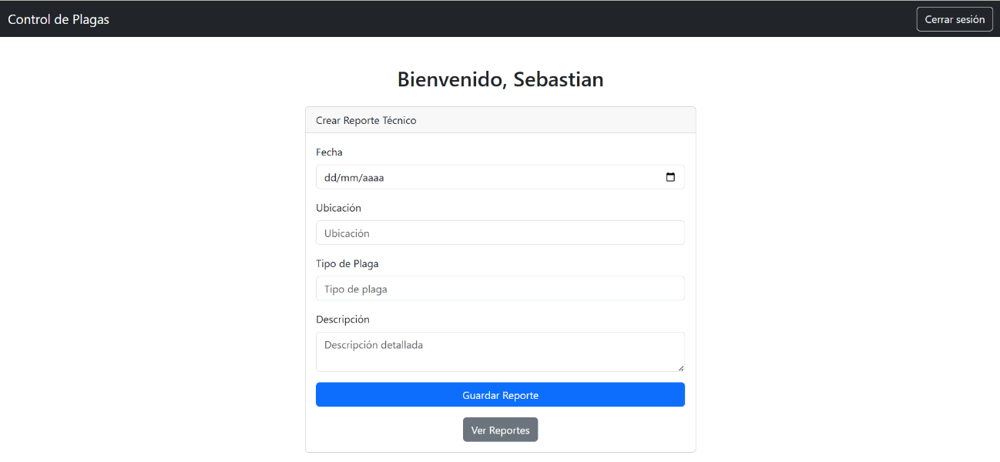 Control de Plagas
Cerrar sesión
Bienvenido, Sebastian
Crear Reporte Técnico
Fecha
dd/mm/aaaa
Ubicación
Ubicación
Tipo de Plaga
Tipo de plaga
Descripción
Descripción detallada
Guardar Reporte
Ver Reportes